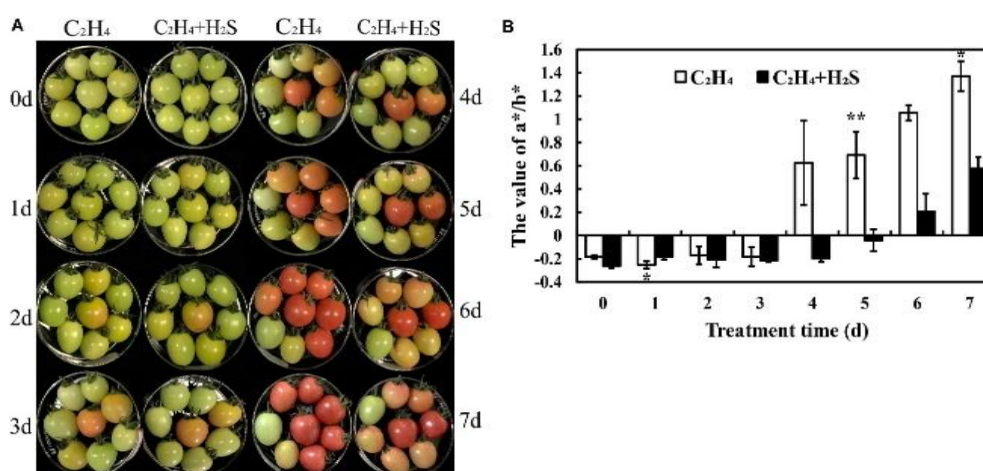 A
C₂H₄ C₂H₄+H₂S C₂H₄ C₂H₄+H₂S
0d 4d
1d 5d
2d 6d
3d 7d
B
The value of a*/b*
1.6
1.4
1.2
1
0.8
0.6
0.4
0.2
0
-0.2
-0.4
C₂H₄ C₂H₄+H₂S
*
**
*
0 1 2 3 4 5 6 7
Treatment time (d)